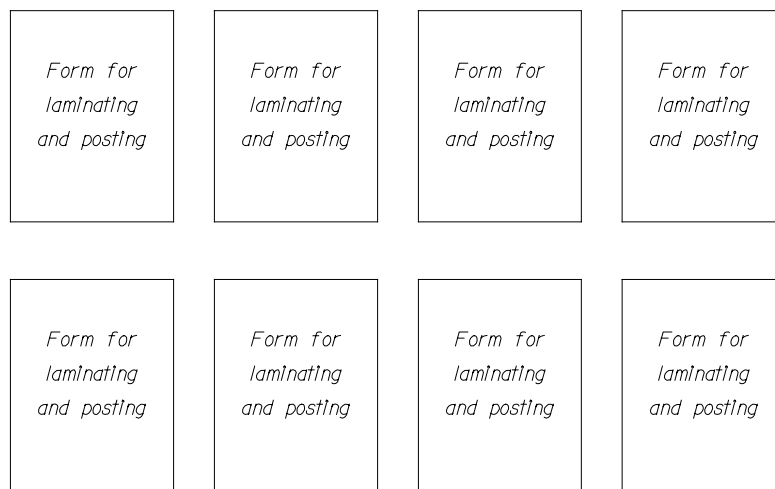 Form for Form for Form for Form for
laminating laminating laminating laminating
and posting and posting and posting and posting
Form for Form for Form for Form for
laminating laminating laminating laminating
and posting and posting and posting and posting